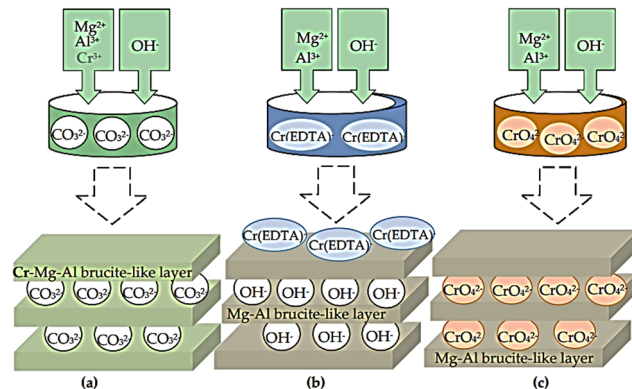 Mg²⁺
Al³⁺
Cr³⁺
OH⁻
CO₃²⁻ CO₃²⁻ CO₃²⁻
Cr-Mg-Al brucite-like layer
CO₃²⁻ CO₃²⁻ CO₃²⁻ CO₃²⁻
CO₃²⁻ CO₃²⁻ CO₃²⁻
(a)
Mg²⁺
Al³⁺
OH⁻
Cr(EDTA)⁻ Cr(EDTA)⁻
Cr(EDTA)⁻ Cr(EDTA)⁻ Cr(EDTA)⁻
OH⁻ OH⁻ OH⁻ OH⁻
Mg-Al brucite-like layer
OH⁻ OH⁻ OH⁻
(b)
Mg²⁺
Al³⁺
OH⁻
CrO₄²⁻ CrO₄²⁻ CrO₄²⁻
CrO₄²⁻ CrO₄²⁻ CrO₄²⁻ CrO₄²⁻
CrO₄²⁻ CrO₄²⁻ CrO₄²⁻
Mg-Al brucite-like layer
(c)